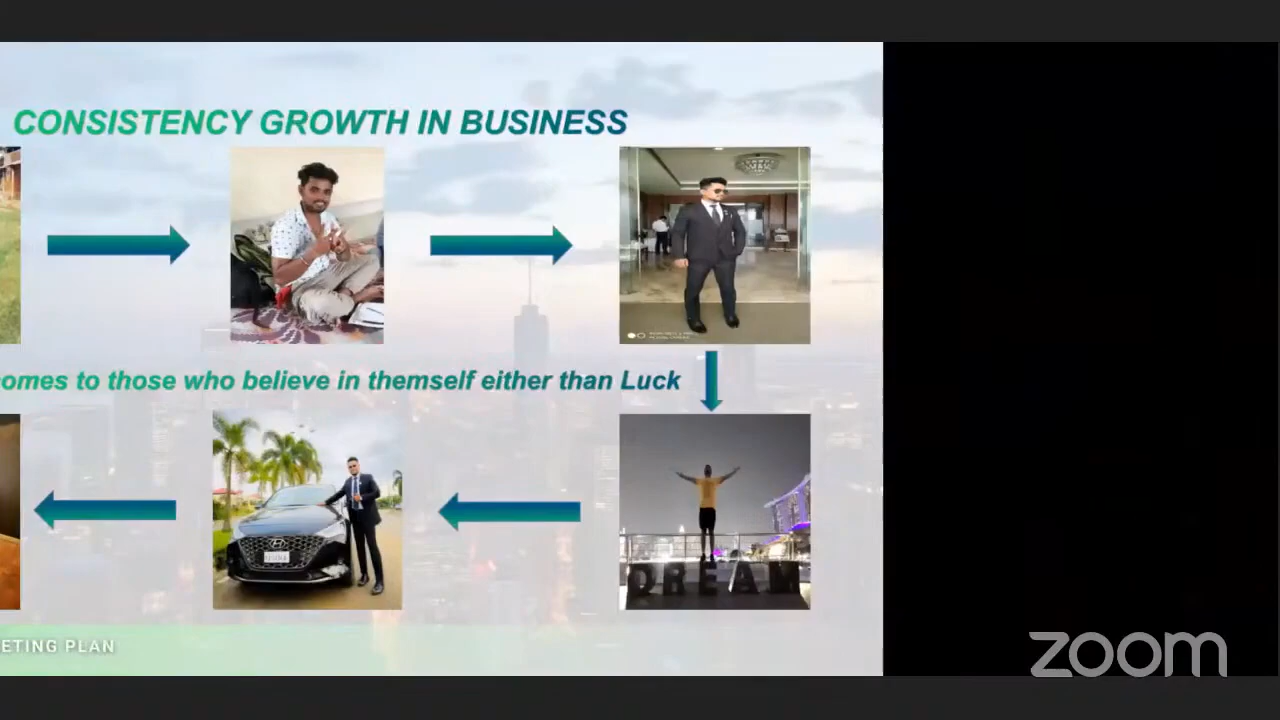 CONSISTENCY GROWTH IN BUSINESS
omes to those who believe in themself either than Luck
DREAM
ETING PLAN
zoom